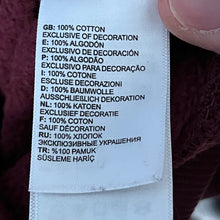 GB: 100% COTTON
EXCLUSIVE OF DECORATION
E: 100% ALGODÓN
EXCLUSIVO DE DECORACIÓN
P: 100% ALGODÃO
EXCLUSIVO PARA DECORAÇÃO
I: 100% COTONE
ESCLUSI DECORAZIONI
D: 100% BAUMWOLLE
AUSSCHLIEẞLICH DEKORATION
NL: 100% KATOEN
EXCLUSIEF DECORATIE
F: 100% COTON
SAUF DÉCORATION
RU: 100% ХЛОПОК
ЭКСКЛЮЗИВНЫЕ УКРАШЕНИЯ
TR: %100 PAMUK
SÜSLEME HARİÇ